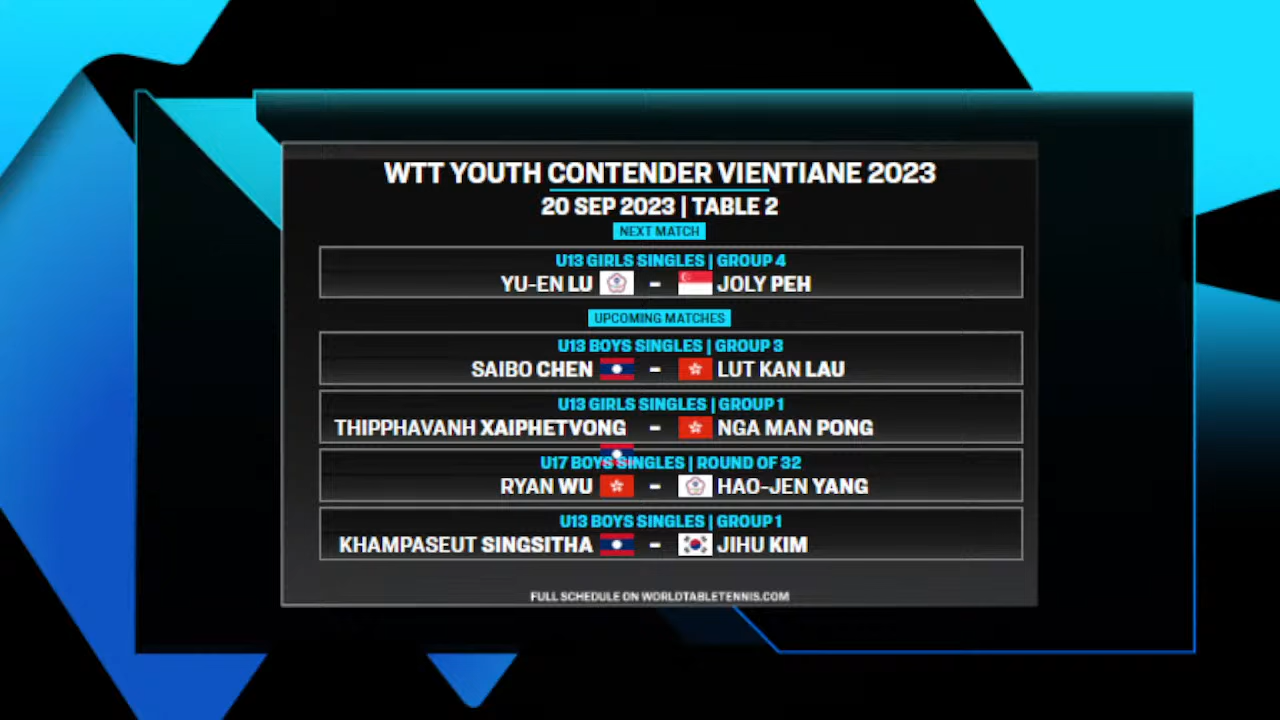 WTT YOUTH CONTENDER VIENTIANE 2023
20 SEP 2023 | TABLE 2
NEXT MATCH
U13 GIRLS SINGLES | GROUP 4
YU-EN LU - JOLY PEH
UPCOMING MATCHES
U13 BOYS SINGLES | GROUP 3
SAIBO CHEN - LUT KAN LAU
U13 GIRLS SINGLES | GROUP 1
THIPPHAVANH XAIPHETVONG - NGA MAN PONG
U17 BOYS SINGLES | ROUND OF 32
RYAN WU - HAO-JEN YANG
U13 BOYS SINGLES | GROUP 1
KHAMPASEUT SINGSITHA - JIHU KIM
FULL SCHEDULE ON WORLDTABLETENNIS.COM